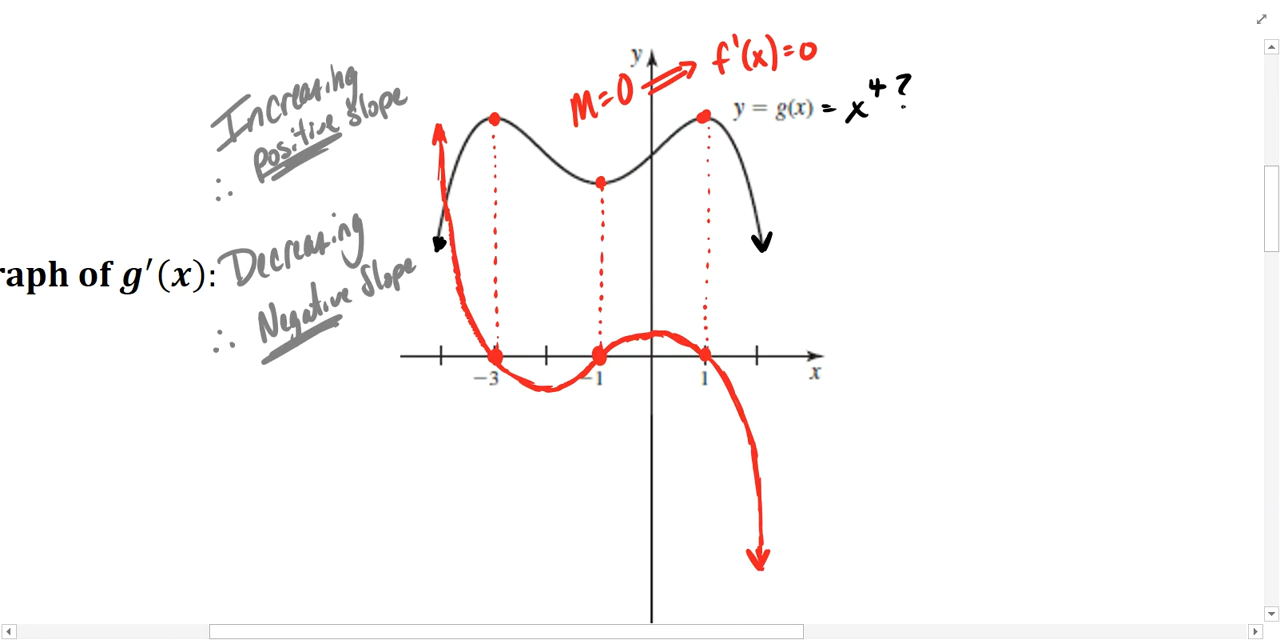 Increasing
positive slope
∴
M=0 ⟹ f'(x)=0
y
y = g(x) = x⁴?
raph of g′(x): Decreasing
∴ Negative slope
−3
−1
1
x